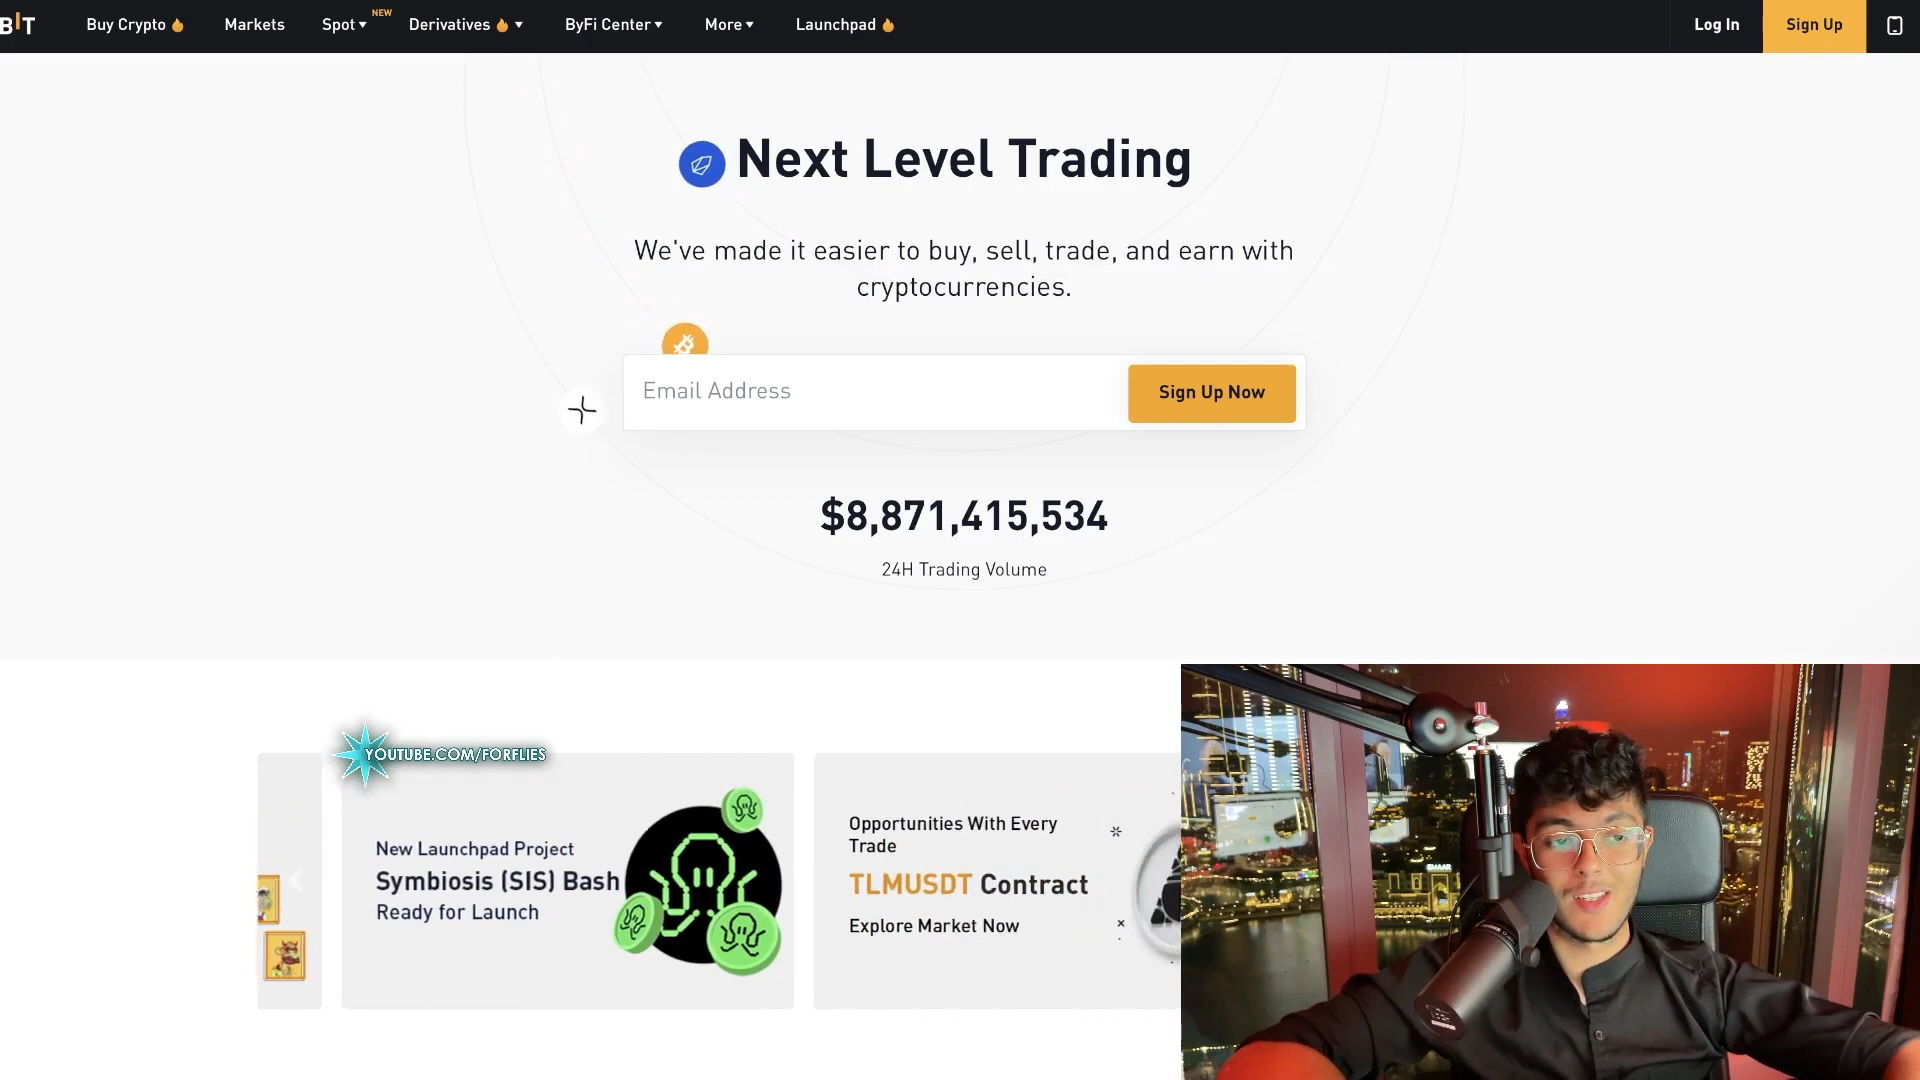 BIT
Buy Crypto
Markets
Spot
NEW
Derivatives
ByFi Center
More
Launchpad
Log In
Sign Up
Next Level Trading
We've made it easier to buy, sell, trade, and earn with
cryptocurrencies.
Email Address
Sign Up Now
$8,871,415,534
24H Trading Volume
YOUTUBE.COM/FORFLIES
New Launchpad Project
Symbiosis (SIS) Bash
Ready for Launch
Opportunities With Every
Trade
TLMUSDT Contract
Explore Market Now
EMAAR